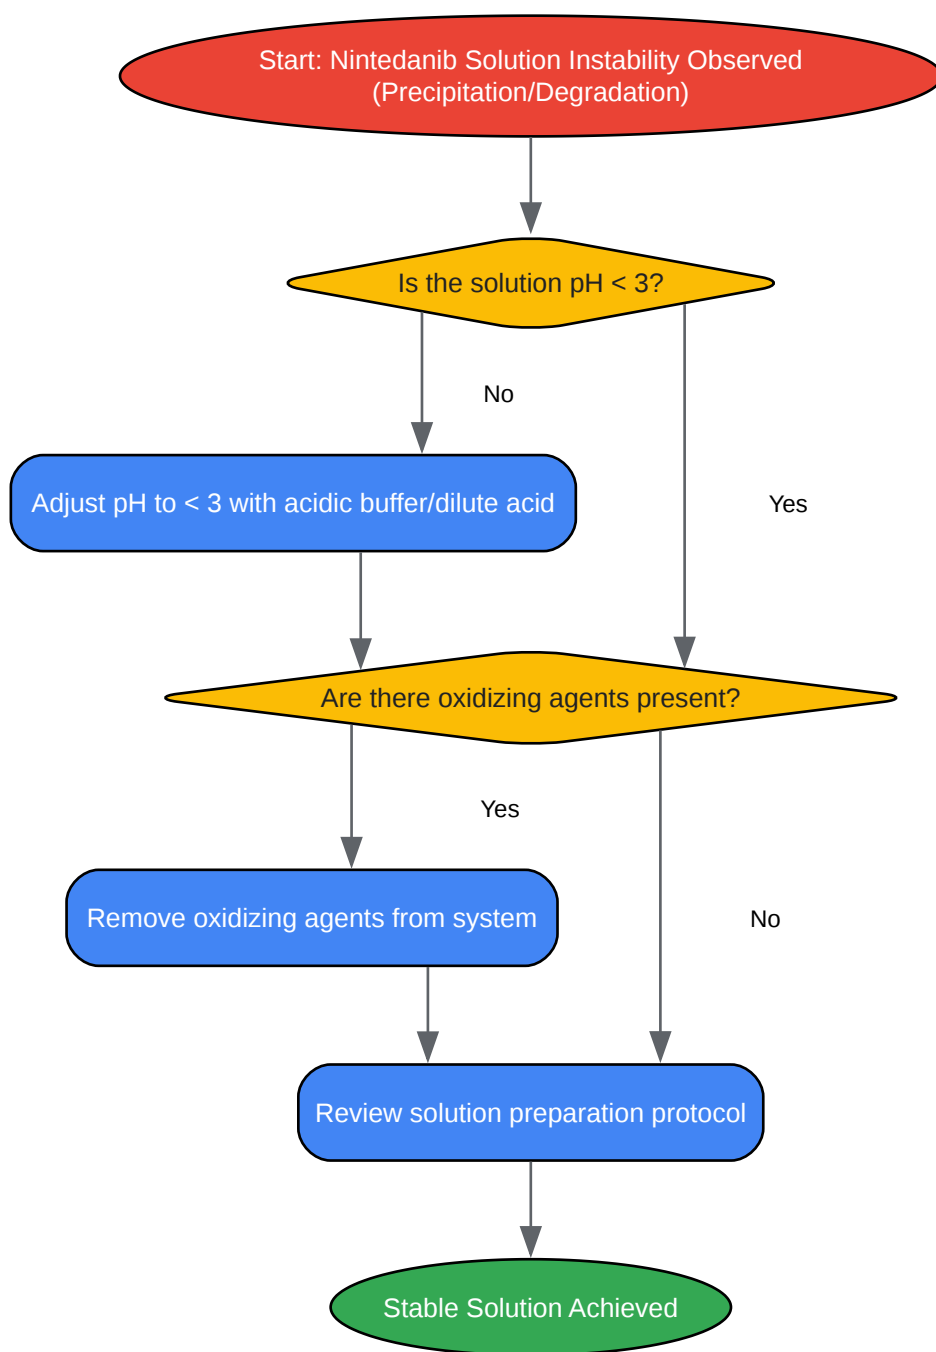 Start: Nintedanib Solution Instability Observed
(Precipitation/Degradation)
Is the solution pH < 3?
No
Adjust pH to < 3 with acidic buffer/dilute acid
Yes
Are there oxidizing agents present?
Yes
Remove oxidizing agents from system
No
Review solution preparation protocol
Stable Solution Achieved